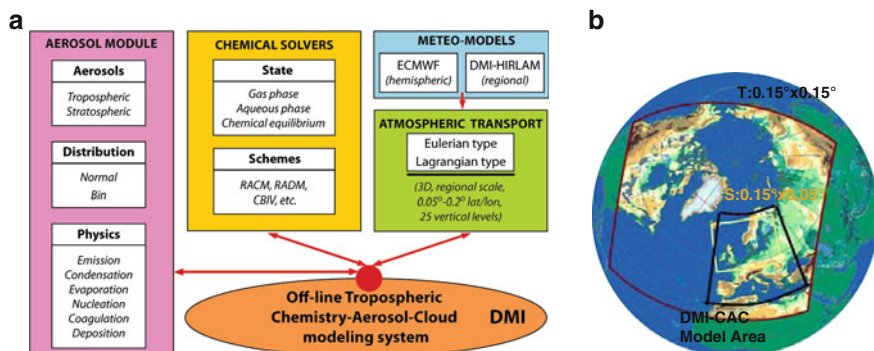 a
AEROSOL MODULE
Aerosols
Tropospheric
Stratospheric
Distribution
Normal
Bin
Physics
Emission
Condensation
Evaporation
Nucleation
Coagulation
Deposition
CHEMICAL SOLVERS
State
Gas phase
Aqueous phase
Chemical equilibrium
Schemes
RACM, RADM,
CBIV, etc.
METEO-MODELS
ECMWF
(hemispheric)
DMI-HIRLAM
(regional)
ATMOSPHERIC TRANSPORT
Eulerian type
Lagrangian type
(3D, regional scale,
0.05º-0.2º lat/lon,
25 vertical levels)
Off-line Tropospheric
Chemistry-Aerosol-Cloud
modeling system
DMI
b
T:0.15°x0.15°
S:0.15°x0.05°
DMI-CAC
Model Area